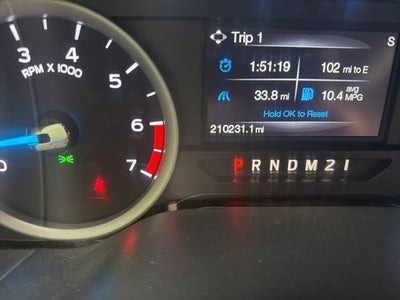 3 4 5 6 7 0
RPM X 1000
Trip 1 S
1:51:19 102 mi to E
33.8 mi 10.4 avg MPG
Hold OK to Reset
210231.1 mi
P R N D M 2 1